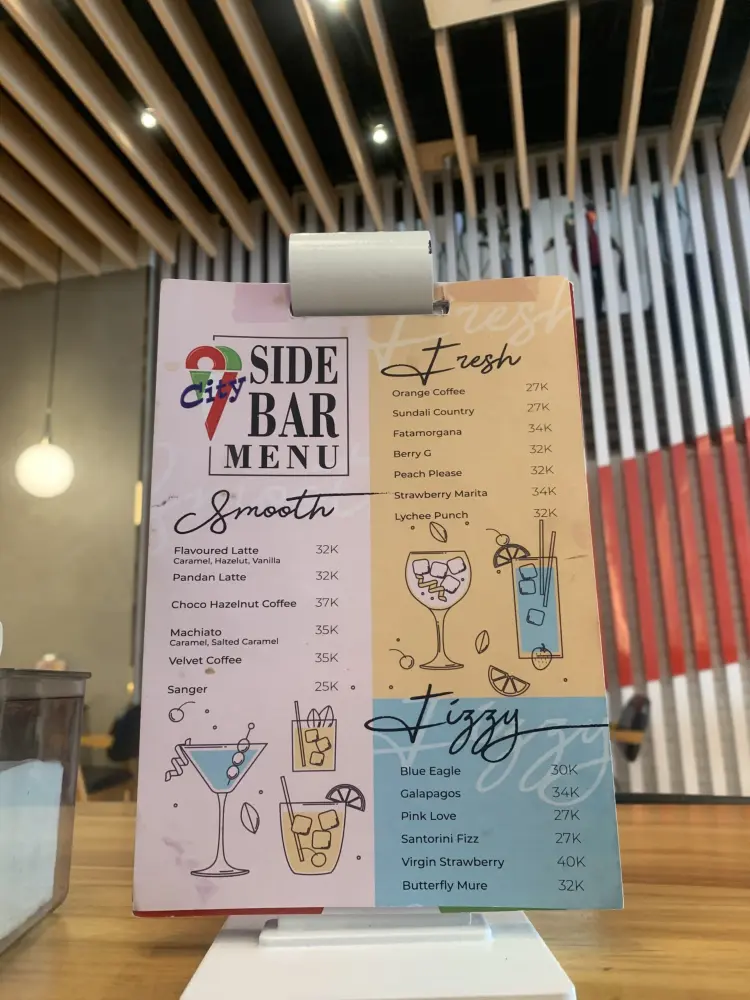 City
SIDE
BAR
MENU
Smooth
Flavoured Latte 32K
Caramel, Hazelut, Vanilla
Pandan Latte 32K
Choco Hazelnut Coffee 37K
Machiato 35K
Caramel, Salted Caramel
Velvet Coffee 35K
Sanger 25K
Fresh
Fresh
Orange Coffee 27K
Sundali Country 27K
Fatamorgana 34K
Berry G 32K
Peach Please 32K
Strawberry Marita 34K
Lychee Punch 32K
Fizzy
Fizzy
Blue Eagle 30K
Galapagos 34K
Pink Love 27K
Santorini Fizz 27K
Virgin Strawberry 40K
Butterfly Mure 32K